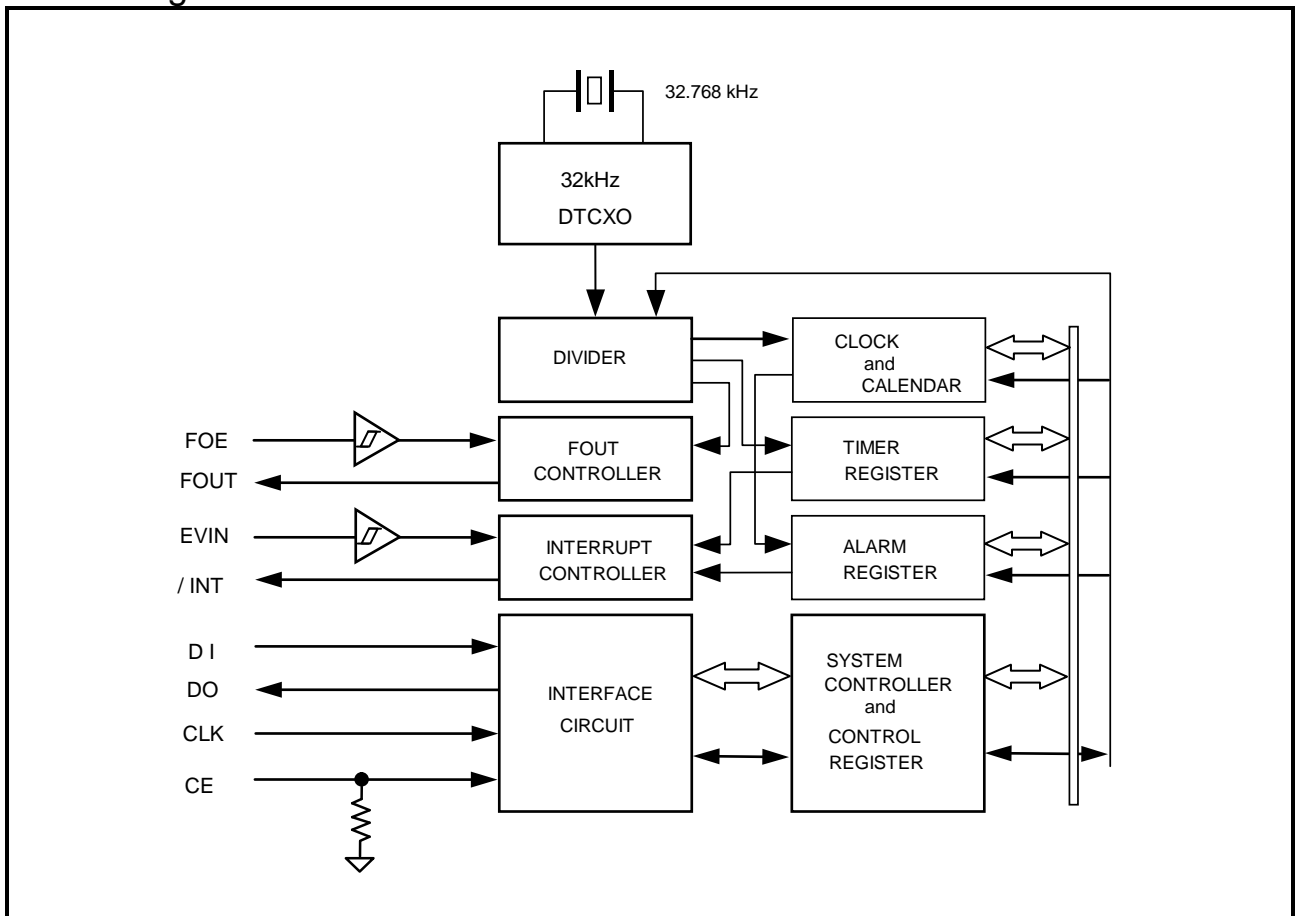 32.768 kHz
32kHz
DTCXO
DIVIDER
CLOCK
and
CALENDAR
FOE
FOUT
FOUT
CONTROLLER
TIMER
REGISTER
EVIN
/ INT
INTERRUPT
CONTROLLER
ALARM
REGISTER
D I
DO
CLK
CE
INTERFACE
CIRCUIT
SYSTEM
CONTROLLER
and
CONTROL
REGISTER